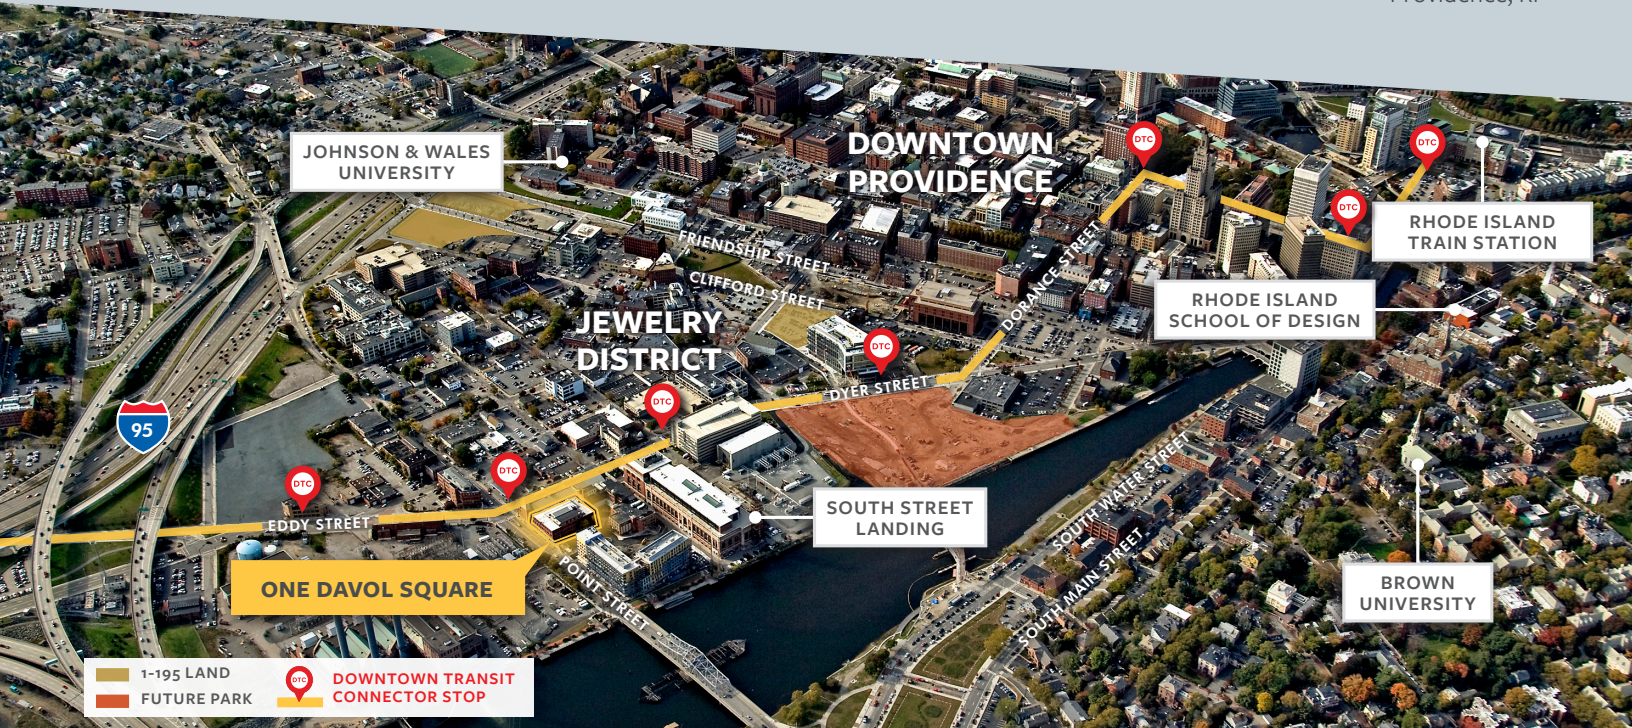 JOHNSON & WALES
UNIVERSITY
DOWNTOWN
PROVIDENCE
DTC
DTC
DTC
RHODE ISLAND
TRAIN STATION
FRIENDSHIP STREET
CLIFFORD STREET
DORANCE STREET
RHODE ISLAND
SCHOOL OF DESIGN
JEWELRY
DISTRICT
DTC
DYER STREET
DTC
95
DTC
DTC
EDDY STREET
SOUTH STREET
LANDING
SOUTH WATER STREET
SOUTH MAIN STREET
ONE DAVOL SQUARE
POINT STREET
BROWN
UNIVERSITY
1-195 LAND
FUTURE PARK
DTC
DOWNTOWN TRANSIT
CONNECTOR STOP